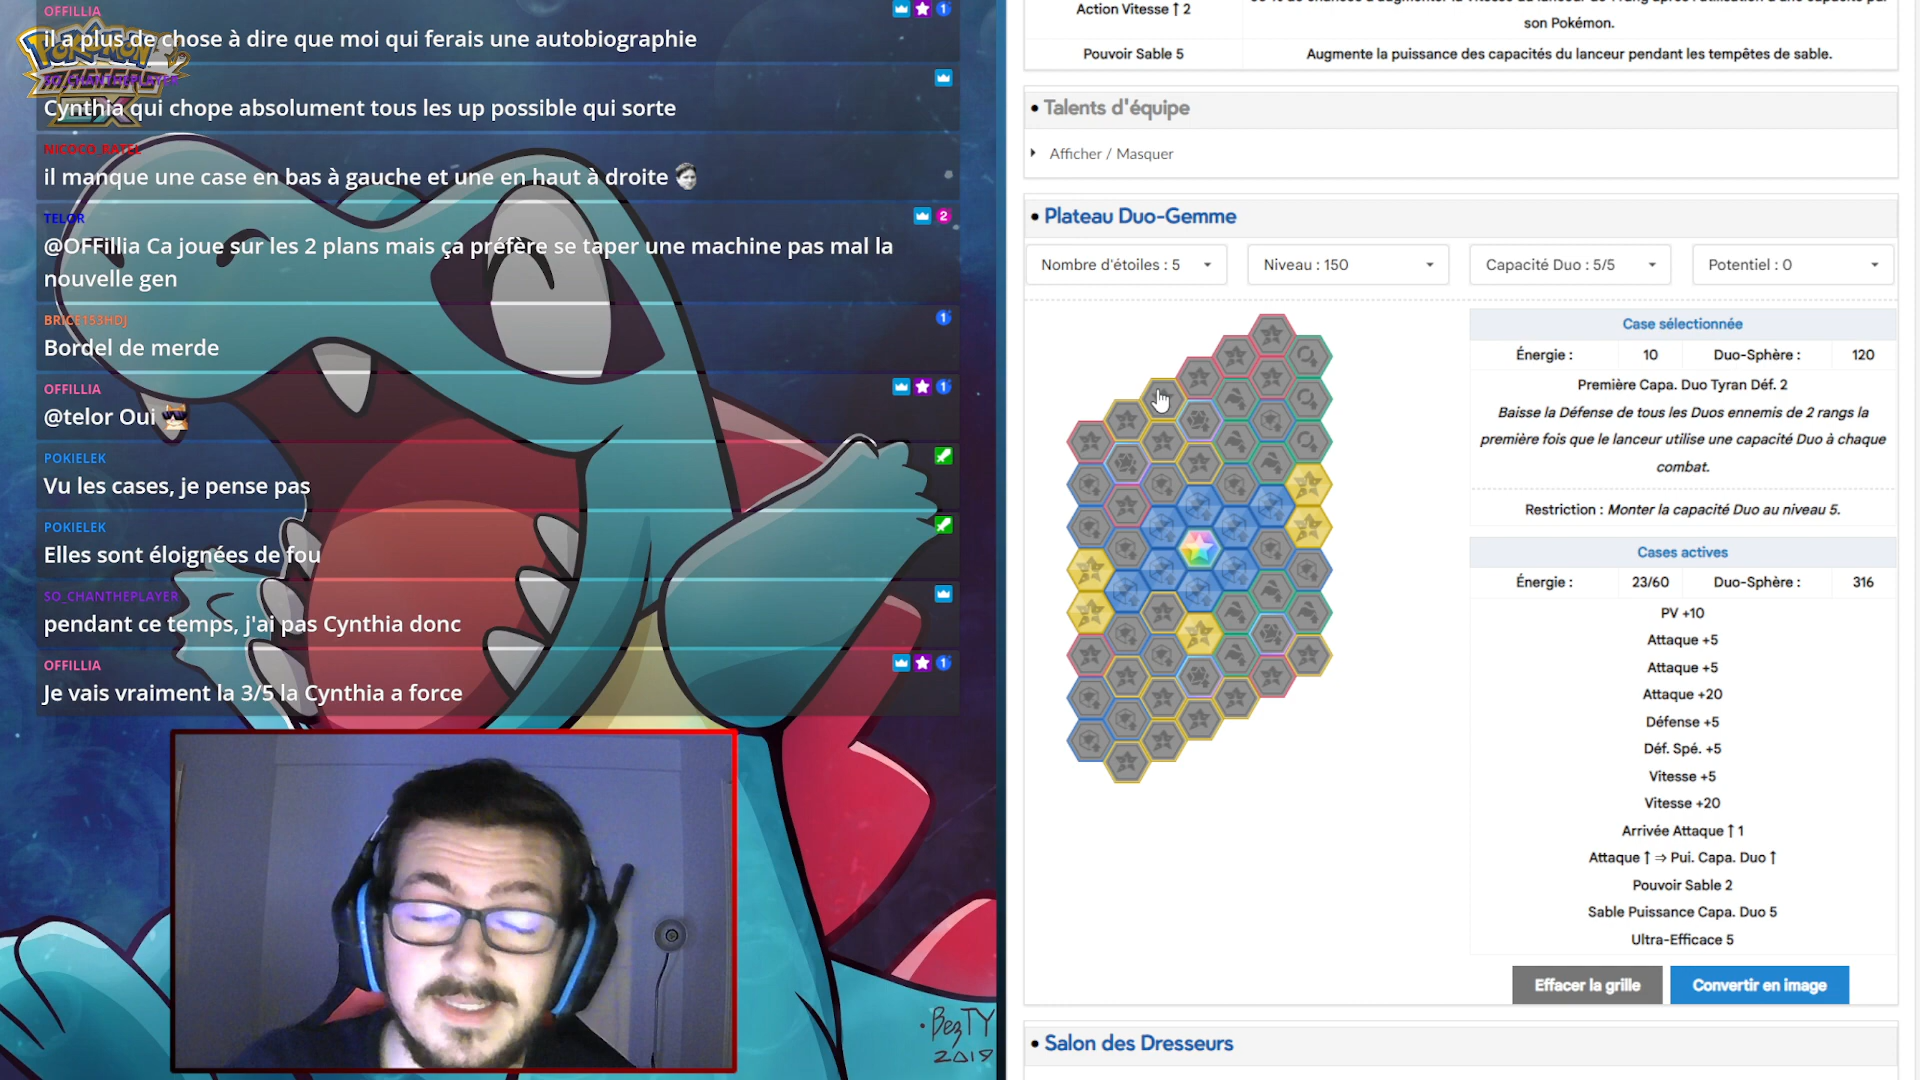 OFFILLIA
il a plus de chose à dire que moi qui ferais une autobiographie
SO_CHANTHEPLAYER
Cynthia qui chope absolument tous les up possible qui sorte
NICOCO_RATEL
il manque une case en bas à gauche et une en haut à droite
TELOR
@OFFillia Ca joue sur les 2 plans mais ça préfère se taper une machine pas mal la
nouvelle gen
BRICE153HDJ
Bordel de merde
OFFILLIA
@telor Oui
POKIELEK
Vu les cases, je pense pas
POKIELEK
Elles sont éloignées de fou
SO_CHANTHEPLAYER
pendant ce temps, j'ai pas Cynthia donc
OFFILLIA
Je vais vraiment la 3/5 la Cynthia a force
POKÉMON
MASTERS
EX
BezTY
2019
Action Vitesse ↑ 2
son Pokémon.
Pouvoir Sable 5
Augmente la puissance des capacités du lanceur pendant les tempêtes de sable.
• Talents d'équipe
Afficher / Masquer
• Plateau Duo-Gemme
Nombre d'étoiles : 5
Niveau : 150
Capacité Duo : 5/5
Potentiel : 0
Case sélectionnée
Énergie : 10 Duo-Sphère : 120
Première Capa. Duo Tyran Déf. 2
Baisse la Défense de tous les Duos ennemis de 2 rangs la
première fois que le lanceur utilise une capacité Duo à chaque
combat.
Restriction : Monter la capacité Duo au niveau 5.
Cases actives
Énergie : 23/60 Duo-Sphère : 316
PV +10
Attaque +5
Attaque +5
Attaque +20
Défense +5
Déf. Spé. +5
Vitesse +5
Vitesse +20
Arrivée Attaque ↑ 1
Attaque ↑ ⇒ Pui. Capa. Duo ↑
Pouvoir Sable 2
Sable Puissance Capa. Duo 5
Ultra-Efficace 5
Effacer la grille
Convertir en image
• Salon des Dresseurs